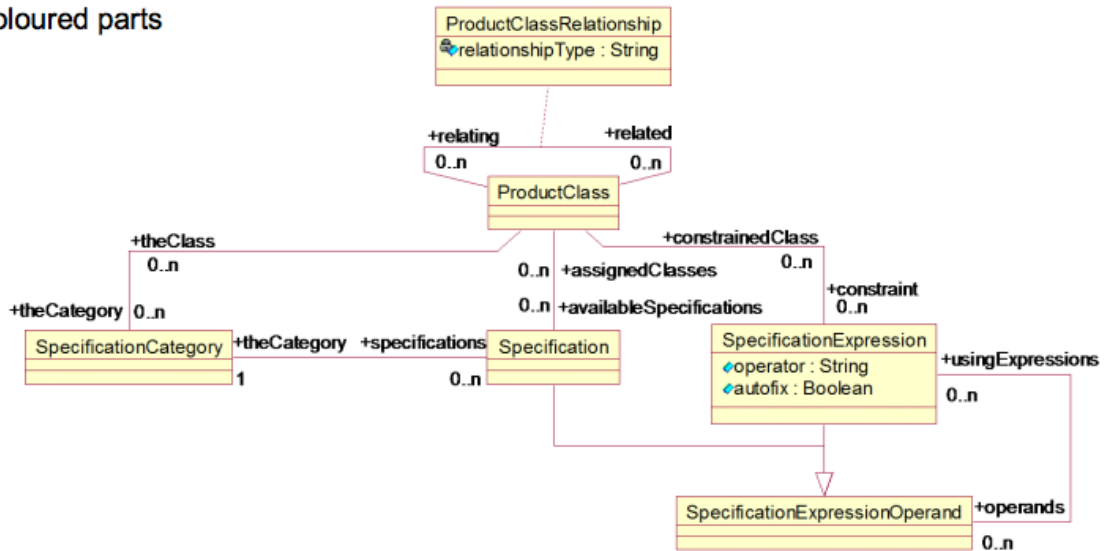 oloured parts
ProductClassRelationship
relationshipType : String
+relating
+related
0..n
0..n
ProductClass
+theClass
0..n
+constrainedClass
0..n
0..n +assignedClasses
+constraint
0..n
+theCategory 0..n
0..n +availableSpecifications
SpecificationCategory
+theCategory +specifications
1
0..n
Specification
SpecificationExpression
operator : String
autofix : Boolean
+usingExpressions
0..n
SpecificationExpressionOperand
+operands
0..n